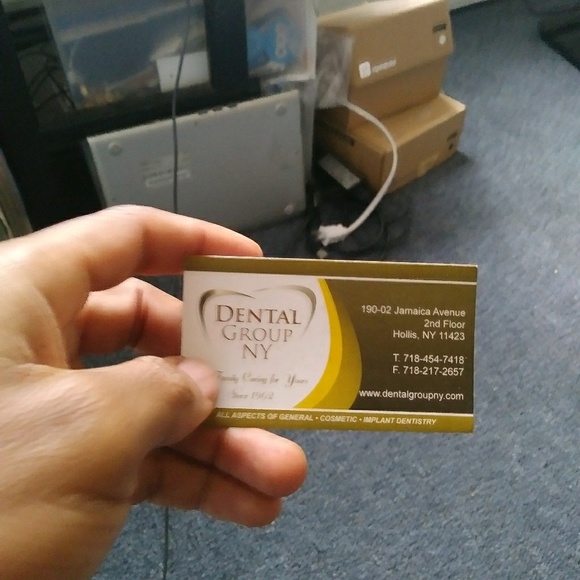 DENTAL
GROUP
NY
Family Caring for Years
Since 1962
190-02 Jamaica Avenue
2nd Floor
Hollis, NY 11423
T. 718-454-7418
F. 718-217-2657
www.dentalgroupny.com
ALL ASPECTS OF GENERAL • COSMETIC • IMPLANT DENTISTRY